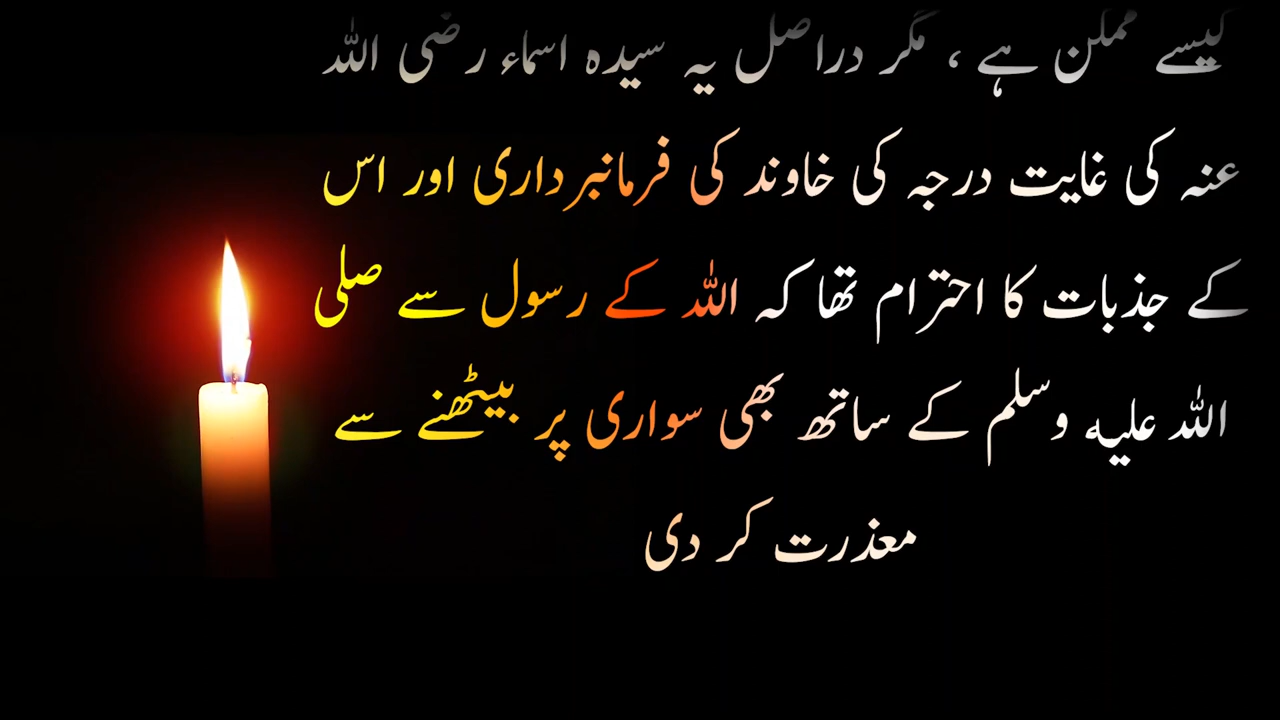 کیسے ممکن ہے ، مگر دراصل یہ سیدہ اسماء رضی اللہ
عنہ کی غایت درجہ کی خاوند کی فرمانبرداری اور اس
کے جذبات کا احترام تھا کہ اللہ کے رسول سے صلی
اللہ علیہ وسلم کے ساتھ بھی سواری پر بیٹھنے سے
معذرت کر دی